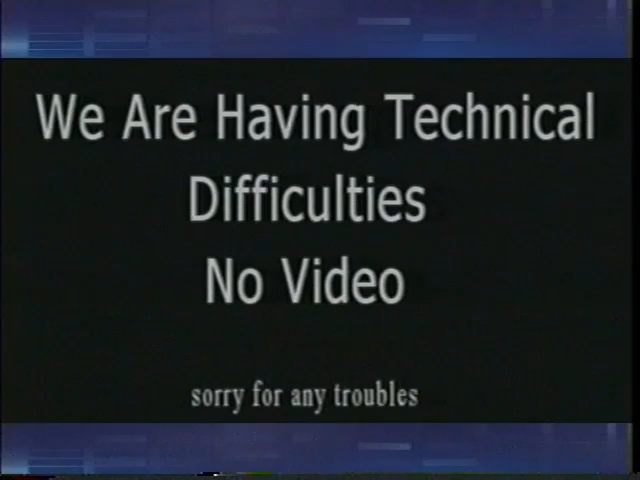 We Are Having Technical
Difficulties
No Video
sorry for any troubles